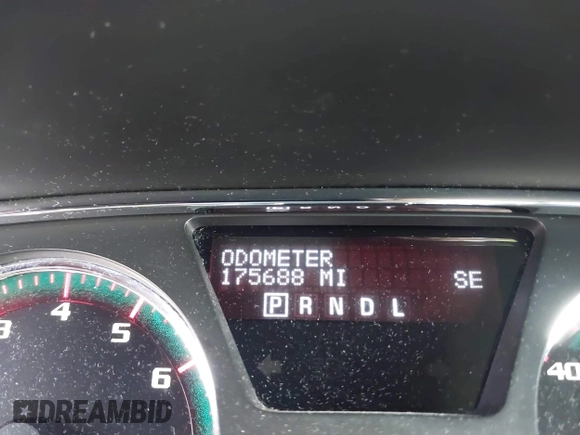 ODOMETER
175688 MI SE
P R N D L
3 4 5 6
40
DREAMBID